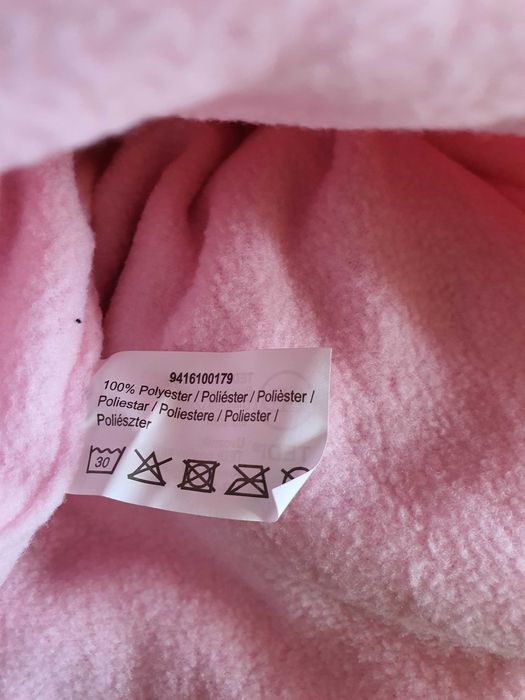 9416100179
100% Polyester / Poliéster / Polièster /
Poliestar / Poliestere / Poliester /
Poliészter
30